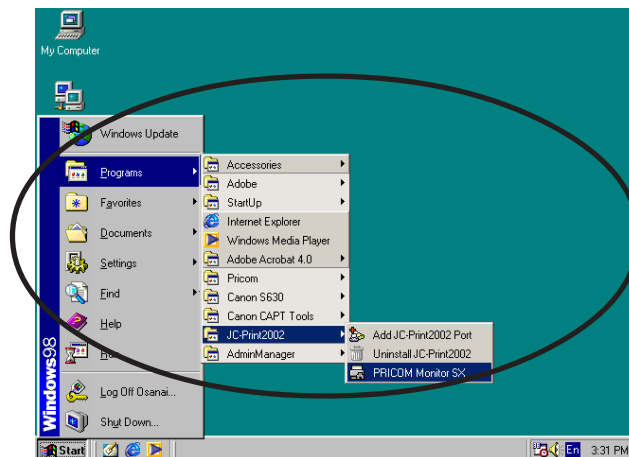 My Computer
Windows Update
Programs
Favorites
Documents
Settings
Find
Help
Log Off Osanai...
Shut Down...
Windows98
Accessories
Adobe
StartUp
Internet Explorer
Windows Media Player
Adobe Acrobat 4.0
Pricom
Canon S630
Canon CAPT Tools
JC-Print2002
AdminManager
Add JC-Print2002 Port
Uninstall JC-Print2002
PRICOM Monitor SX
Start
En
3:31 PM